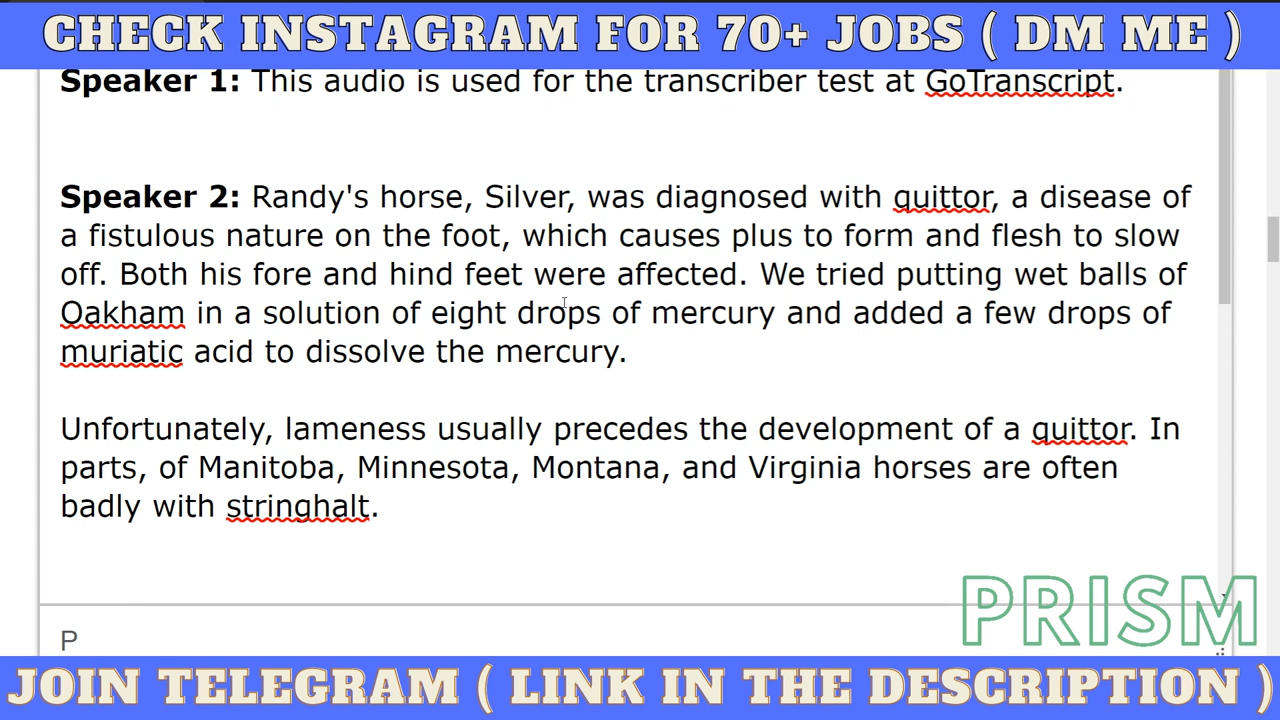 CHECK INSTAGRAM FOR 70+ JOBS ( DM ME )
Speaker 1: This audio is used for the transcriber test at GoTranscript.
Speaker 2: Randy's horse, Silver, was diagnosed with quittor, a disease of
a fistulous nature on the foot, which causes plus to form and flesh to slow
off. Both his fore and hind feet were affected. We tried putting wet balls of
Oakham in a solution of eight drops of mercury and added a few drops of
muriatic acid to dissolve the mercury.
Unfortunately, lameness usually precedes the development of a quittor. In
parts, of Manitoba, Minnesota, Montana, and Virginia horses are often
badly with stringhalt.
PRISM
P
JOIN TELEGRAM ( LINK IN THE DESCRIPTION )